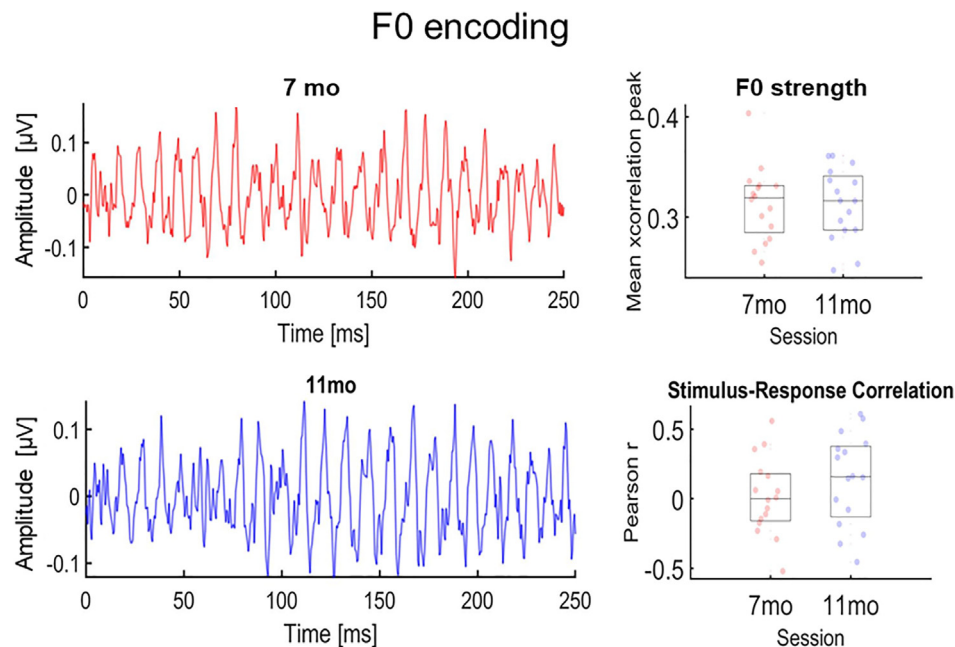 F0 encoding
7 mo
Amplitude [µV]
0.1
0
-0.1
0 50 100 150 200 250
Time [ms]
F0 strength
Mean xcorrelation peak
0.4
0.3
7mo 11mo
Session
11mo
Amplitude [µV]
0.1
0
-0.1
0 50 100 150 200 250
Time [ms]
Stimulus-Response Correlation
Pearson r
0.5
0
-0.5
7mo 11mo
Session